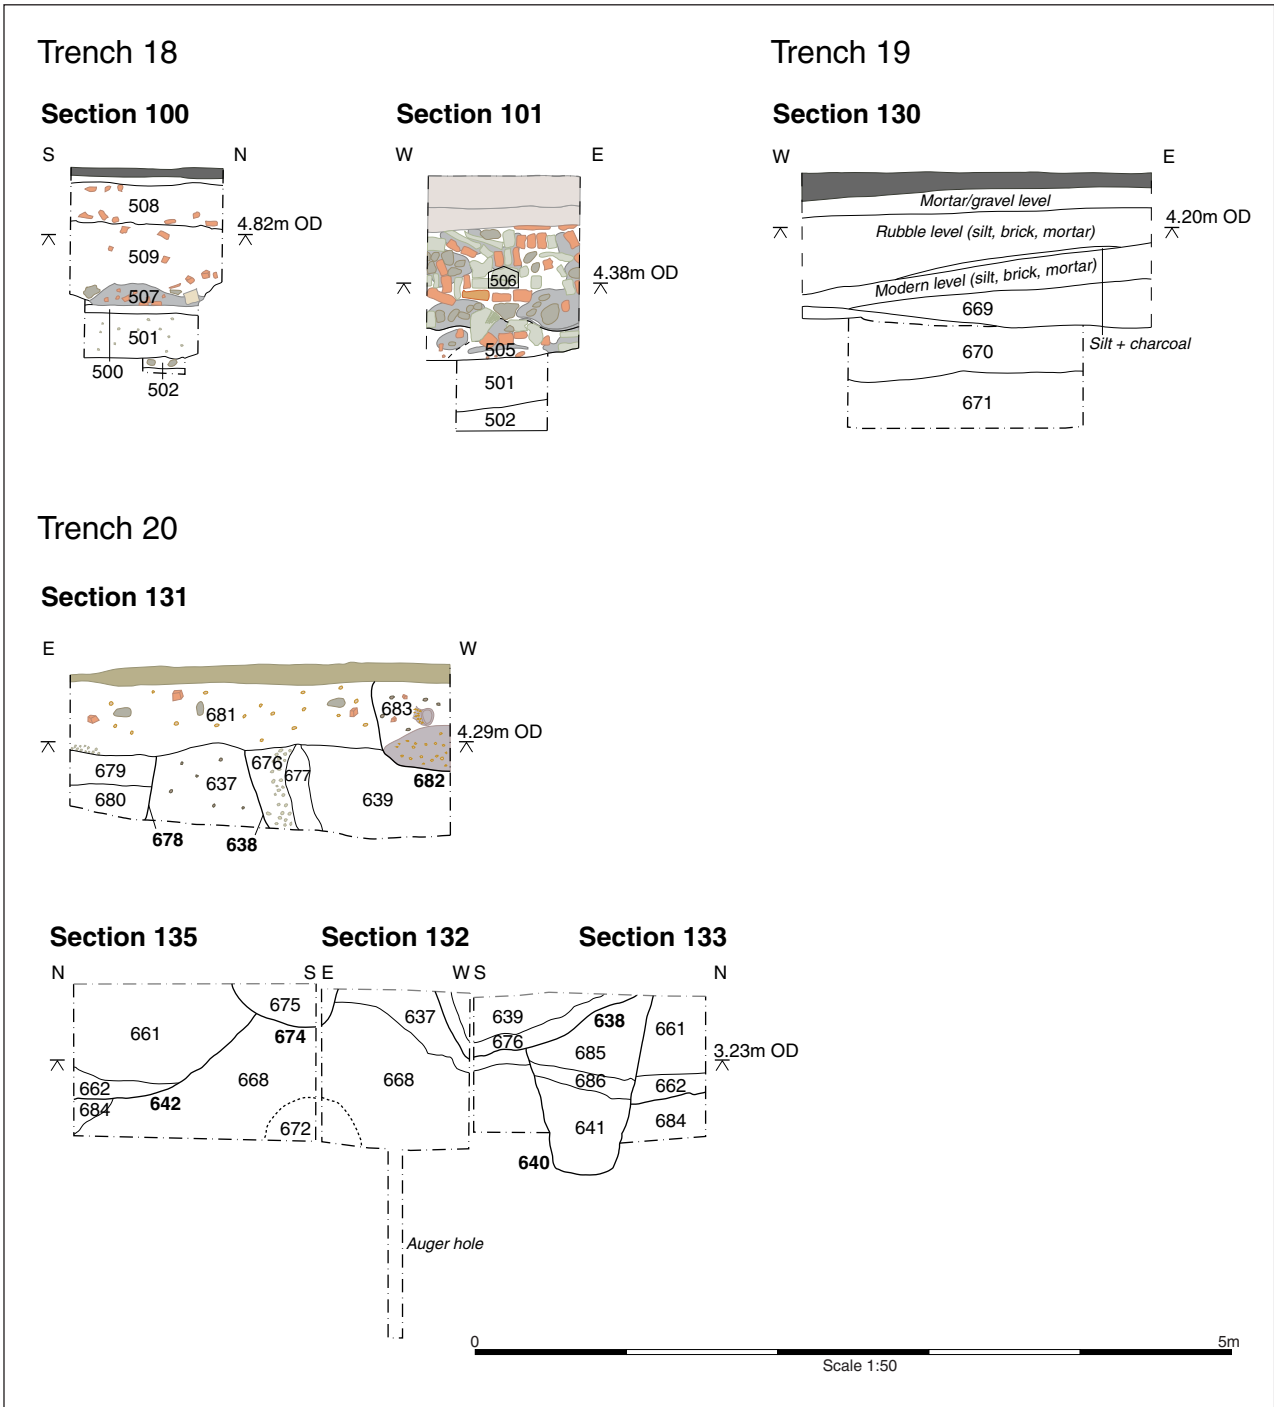 Trench 18
Trench 19
Section 100
Section 101
Section 130
S
N
W
E
W
E
508
509
507
501
500
502
4.82m OD
506
505
501
502
4.38m OD
Mortar/gravel level
Rubble level (silt, brick, mortar)
Modern level (silt, brick, mortar)
669
670
671
Silt + charcoal
4.20m OD
Trench 20
Section 131
E
W
681
683
4.29m OD
679
680
637
676
677
639
682
678
638
Section 135
Section 132
Section 133
N
S
E
W
S
N
661
675
674
662
684
642
668
672
637
668
639
676
638
685
686
641
640
661
662
684
3.23m OD
Auger hole
0
5m
Scale 1:50